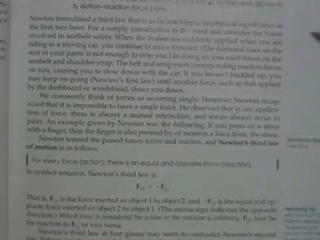 ty action-reaction force pairs.
Newton formulated a third law that is as far reaching in its physical significance as
the first two laws. For a simple introduction to the third law, consider the forces
involved in seatbelt safety. When the brakes are suddenly applied when you are
riding in a moving car, you continue to move forward. (The frictional force on the
seat of your pants is not enough to stop you.) In doing so, you exert forces on the
seatbelt and shoulder strap. The belt and strap exert corresponding reaction forces
on you, causing you to slow down with the car. If you haven't buckled up, you
may keep on going (Newton's first law) until another force, such as that applied
by the dashboard or windshield, slows you down.
We commonly think of forces as occurring singly. However, Newton recog-
nized that it is impossible to have a single force. He observed that in any applica-
tion of force, there is always a mutual interaction, and forces always occur in
pairs. An example given by Newton was the following: If you press on a stone
with a finger, then the finger is also pressed by, or receives a force from, the stone.
Newton termed the paired forces action and reaction, and Newton's third law
of motion is as follows:
For every force (action), there is an equal and opposite force (reaction).
In symbol notation, Newton's third law is
F₁₂ = −F₂₁
That is, F₁₂ is the force exerted on object 1 by object 2, and −F₂₁ is the equal and op-
posite force exerted on object 2 by object 1. (The minus sign indicates the opposite
direction.) Which force is considered the action or the reaction is arbitrary; F₂₁ may be
the reaction to F₁₂ or vice versa.
Newton's third law at first glance may seem to contradict Newton's second